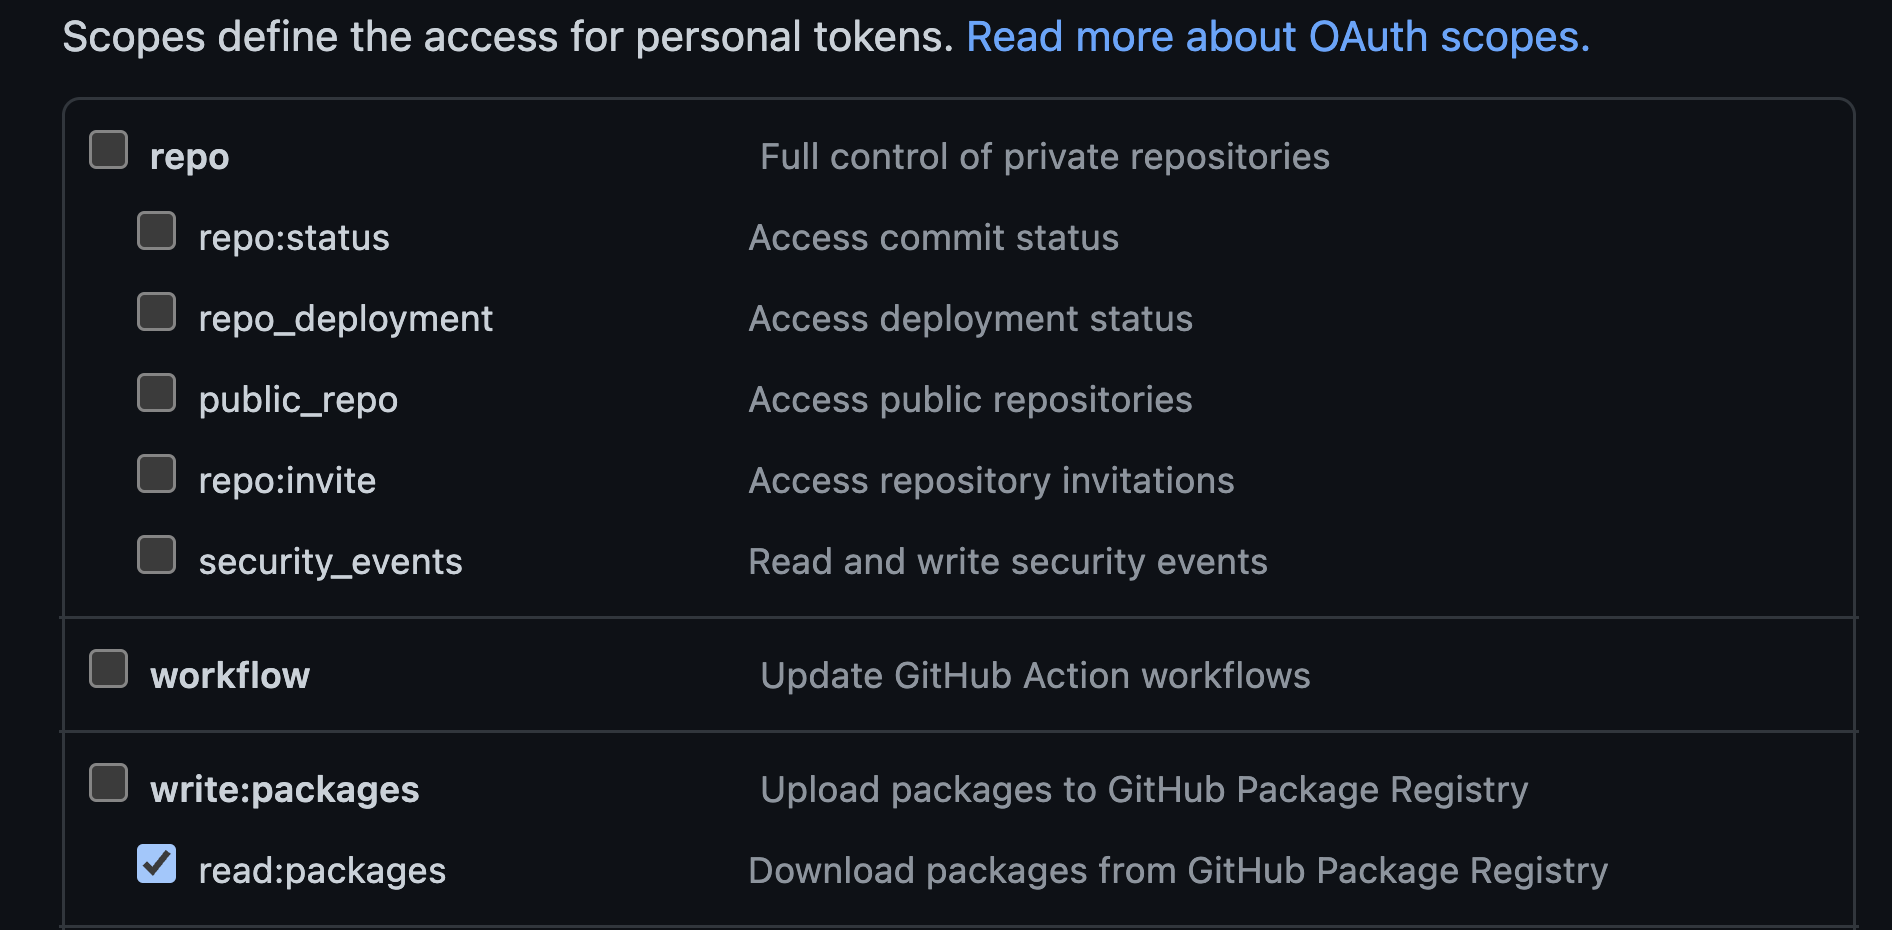 Scopes define the access for personal tokens. Read more about OAuth scopes.
repo Full control of private repositories
repo:status Access commit status
repo_deployment Access deployment status
public_repo Access public repositories
repo:invite Access repository invitations
security_events Read and write security events
workflow Update GitHub Action workflows
write:packages Upload packages to GitHub Package Registry
read:packages Download packages from GitHub Package Registry